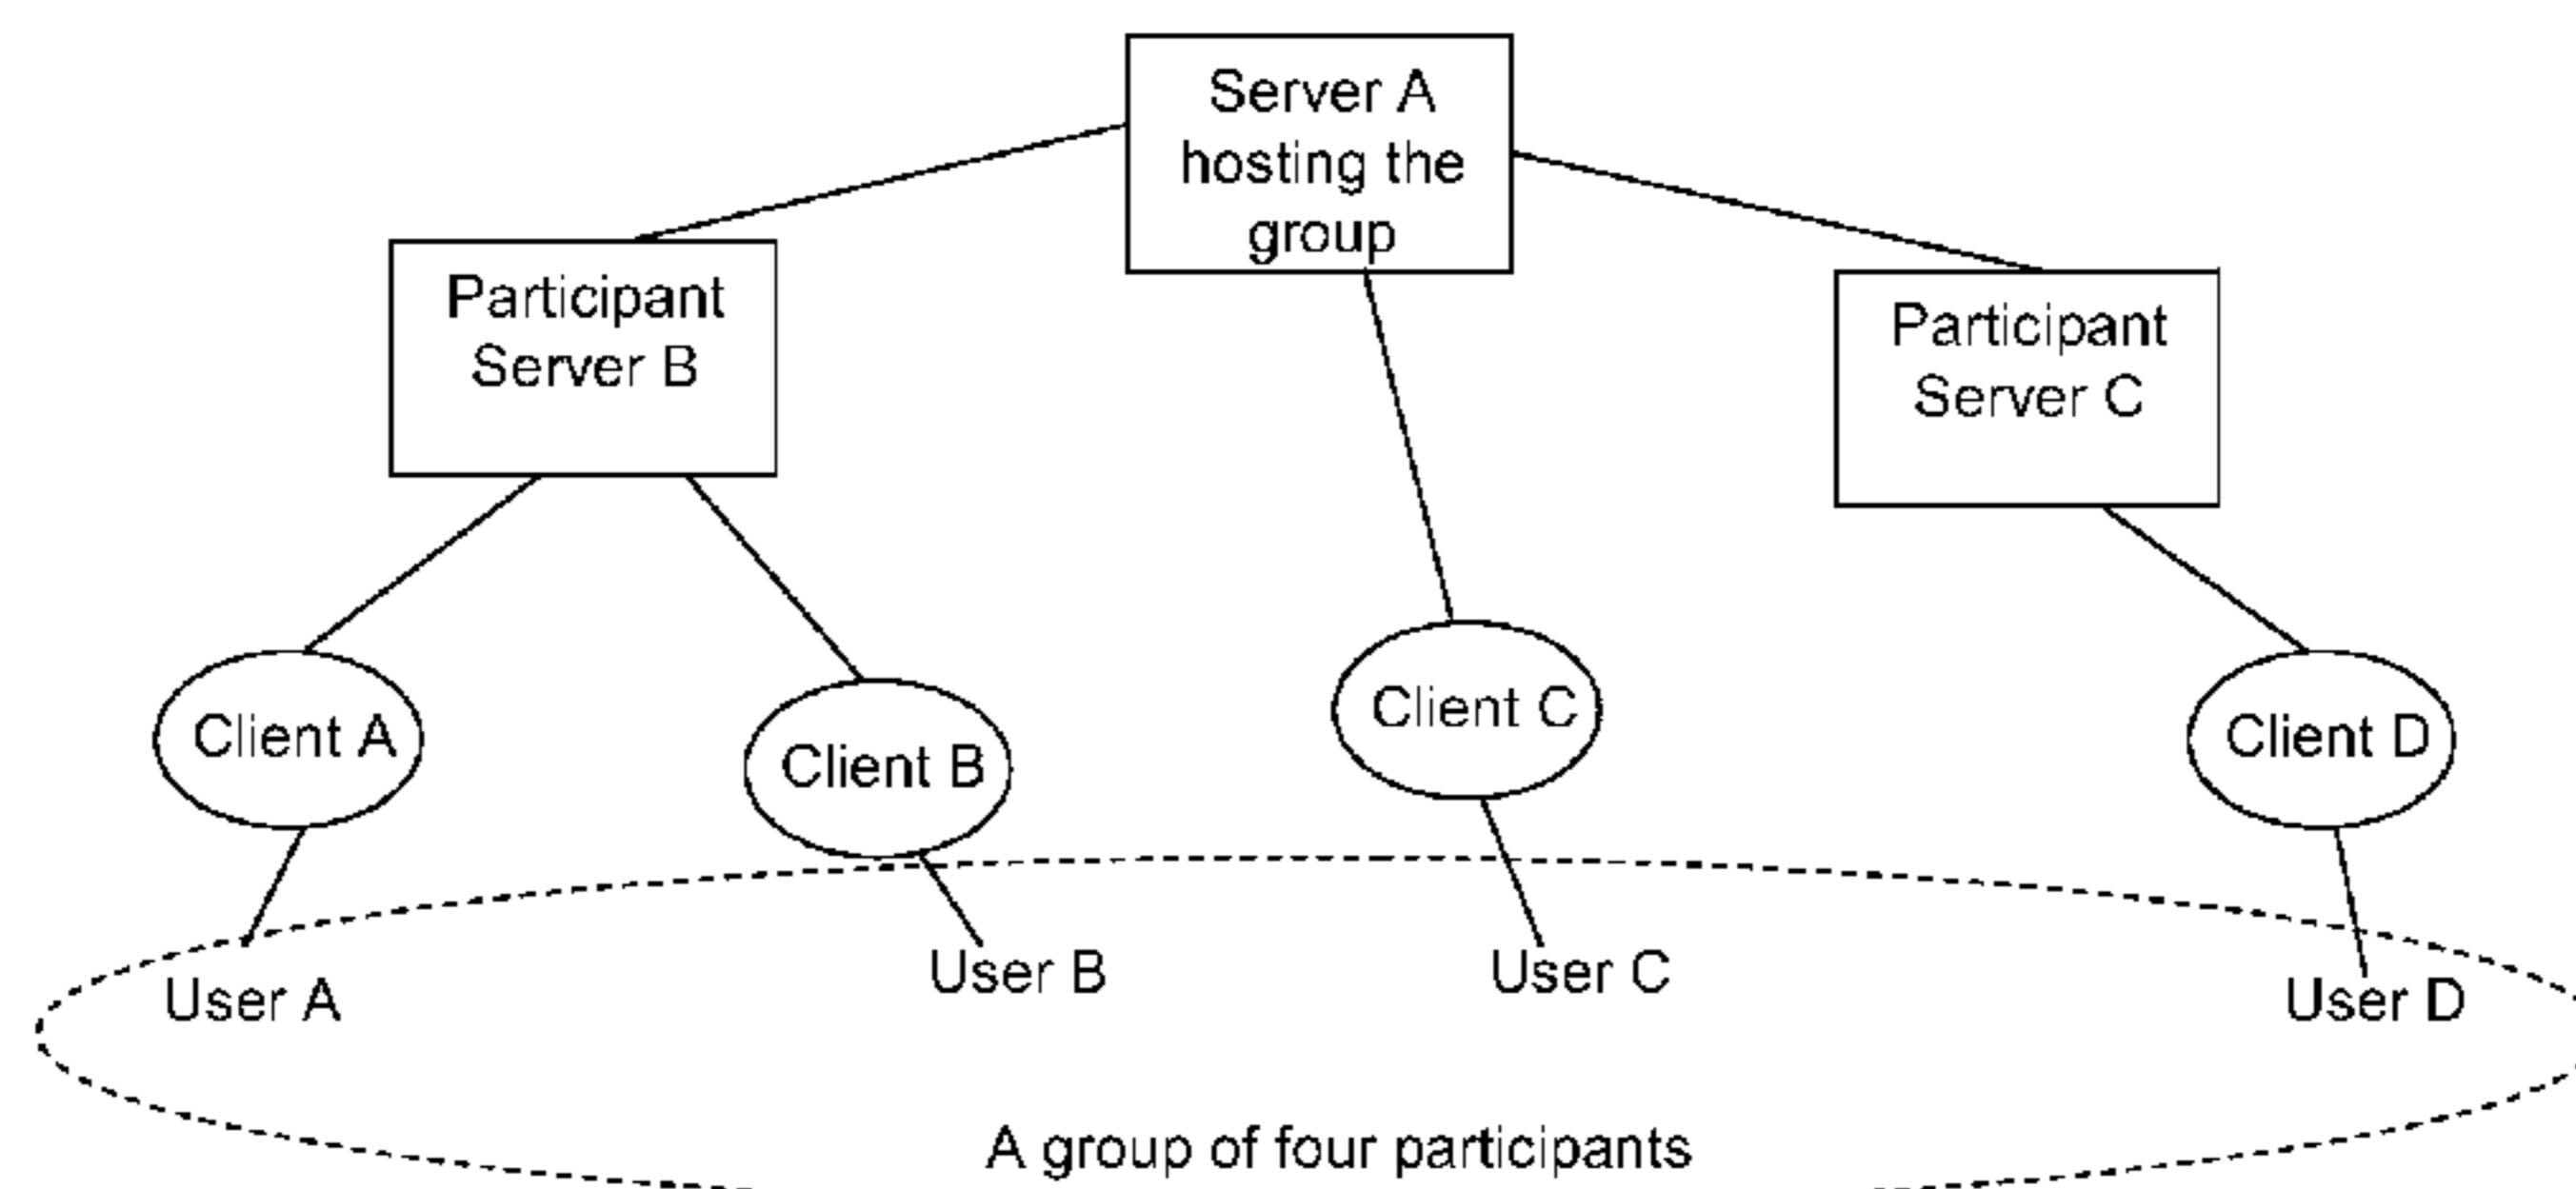 Server A
hosting the
group
Participant
Server B
Participant
Server C
Client A
Client B
Client C
Client D
User A
User B
User C
User D
A group of four participants